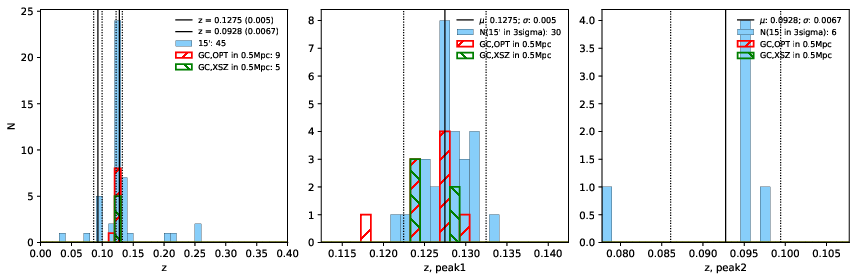 z = 0.1275 (0.005)
z = 0.0928 (0.0067)
15': 45
GC,OPT in 0.5Mpc: 9
GC,XSZ in 0.5Mpc: 5
N
25
20
15
10
5
0
0.00 0.05 0.10 0.15 0.20 0.25 0.30 0.35 0.40
z
μ: 0.1275; σ: 0.005
N(15' in 3sigma): 30
GC,OPT in 0.5Mpc
GC,XSZ in 0.5Mpc
8
7
6
5
4
3
2
1
0
0.115 0.120 0.125 0.130 0.135 0.140
z, peak1
μ: 0.0928; σ: 0.0067
N(15' in 3sigma): 6
GC,OPT in 0.5Mpc
GC,XSZ in 0.5Mpc
4.0
3.5
3.0
2.5
2.0
1.5
1.0
0.5
0.0
0.080 0.085 0.090 0.095 0.100 0.105
z, peak2